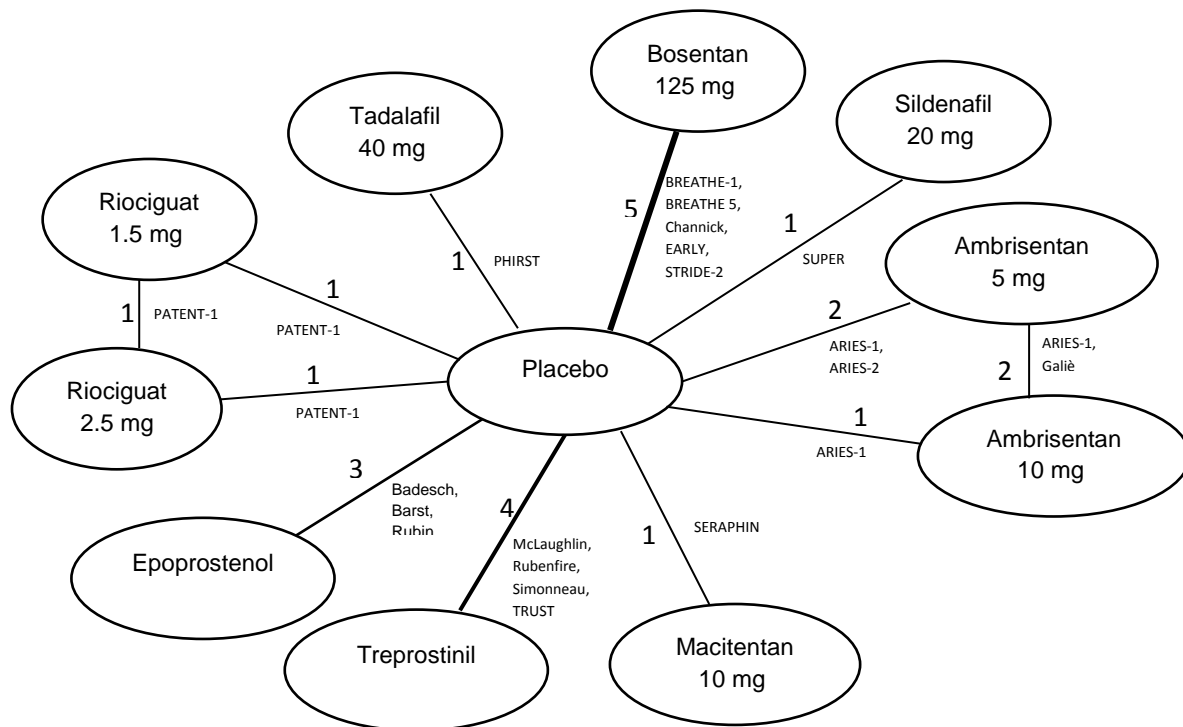 Bosentan
125 mg
Sildenafil
20 mg
Tadalafil
40 mg
Riociguat
1.5 mg
Ambrisentan
5 mg
5
BREATHE-1,
BREATHE 5,
Channick,
EARLY,
STRIDE-2
1
SUPER
1
PHIRST
1
PATENT-1
1
PATENT-1
2
ARIES-1,
ARIES-2
2
ARIES-1,
Galiè
Placebo
Riociguat
2.5 mg
1
PATENT-1
1
ARIES-1
Ambrisentan
10 mg
3
Badesch,
Barst,
Rubin
4
McLaughlin,
Rubenfire,
Simonneau,
TRUST
1
SERAPHIN
Epoprostenol
Treprostinil
Macitentan
10 mg